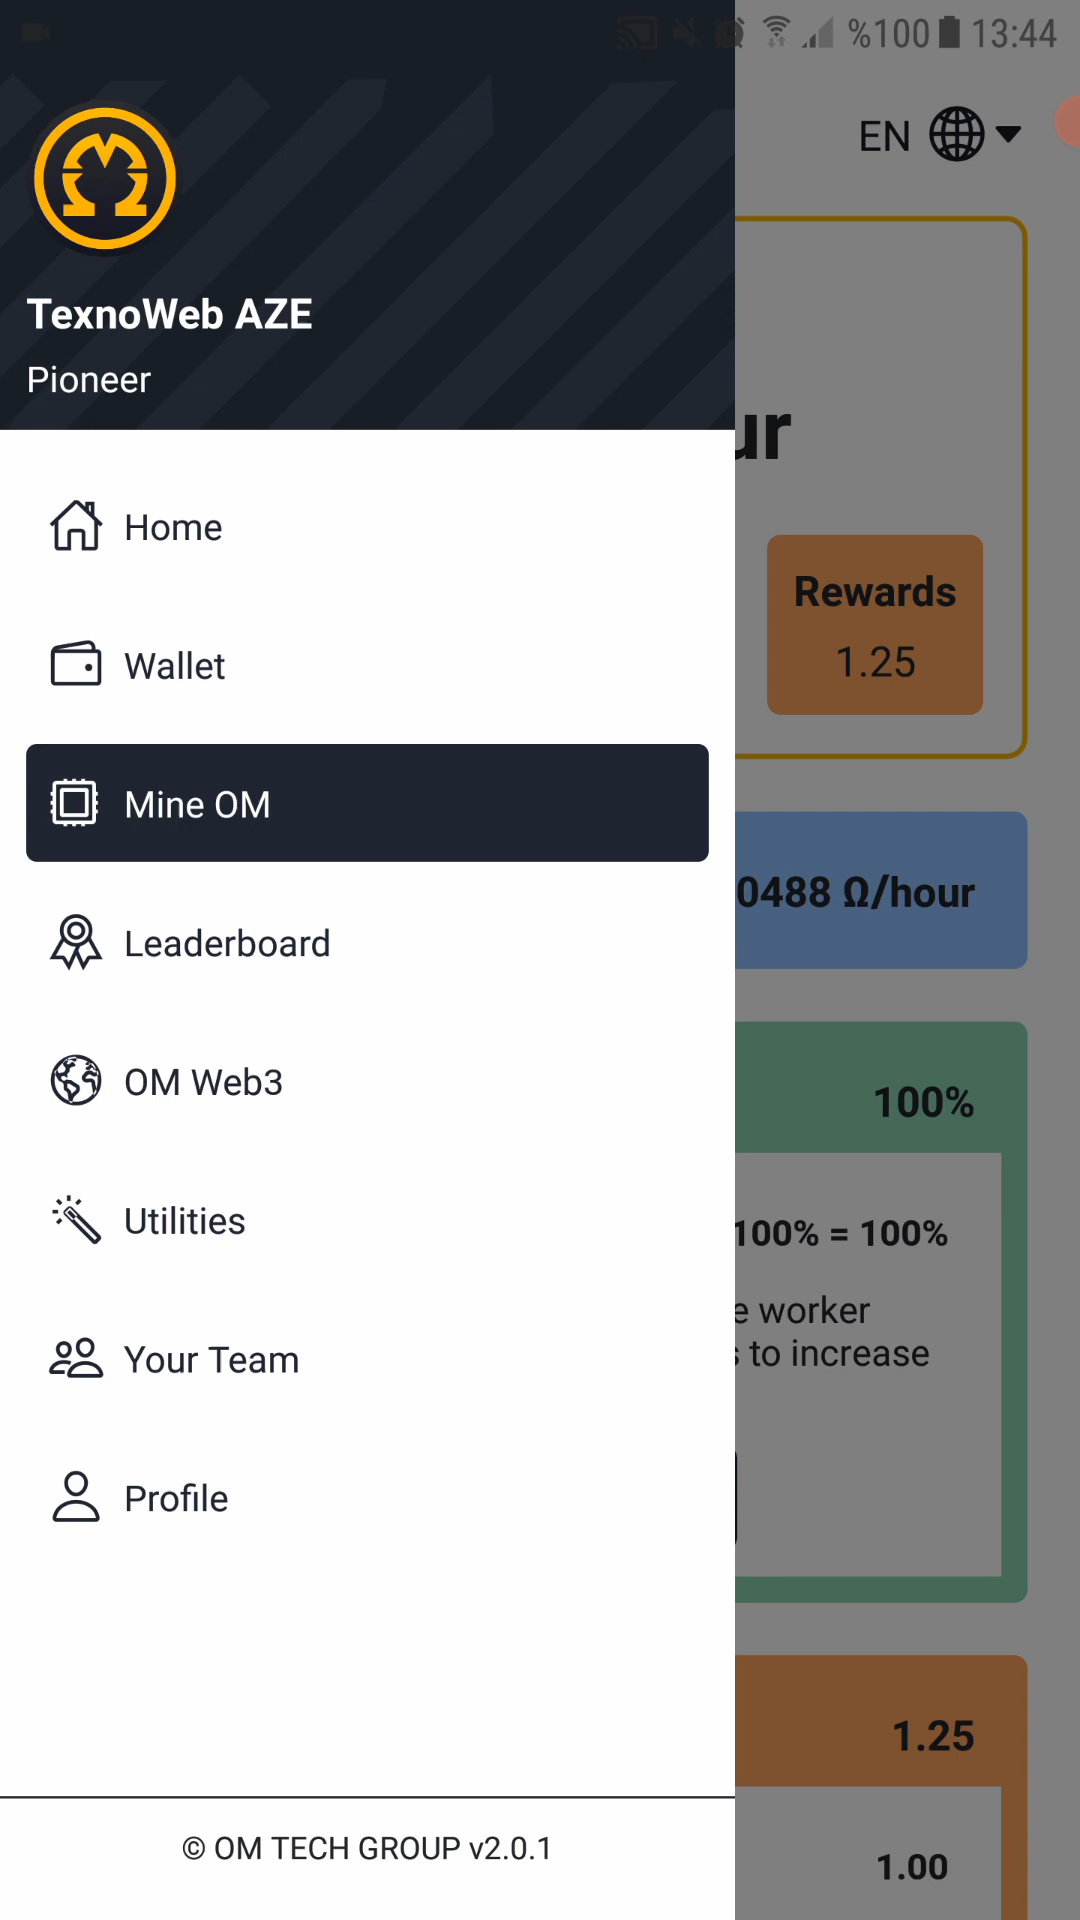 %100 13:44
EN
TexnoWeb AZE
Pioneer
ur
Home
Rewards
1.25
Wallet
Mine OM
0488 Ω/hour
Leaderboard
OM Web3
100%
Utilities
100% = 100%
e worker
to increase
Your Team
Profile
1.25
© OM TECH GROUP v2.0.1
1.00